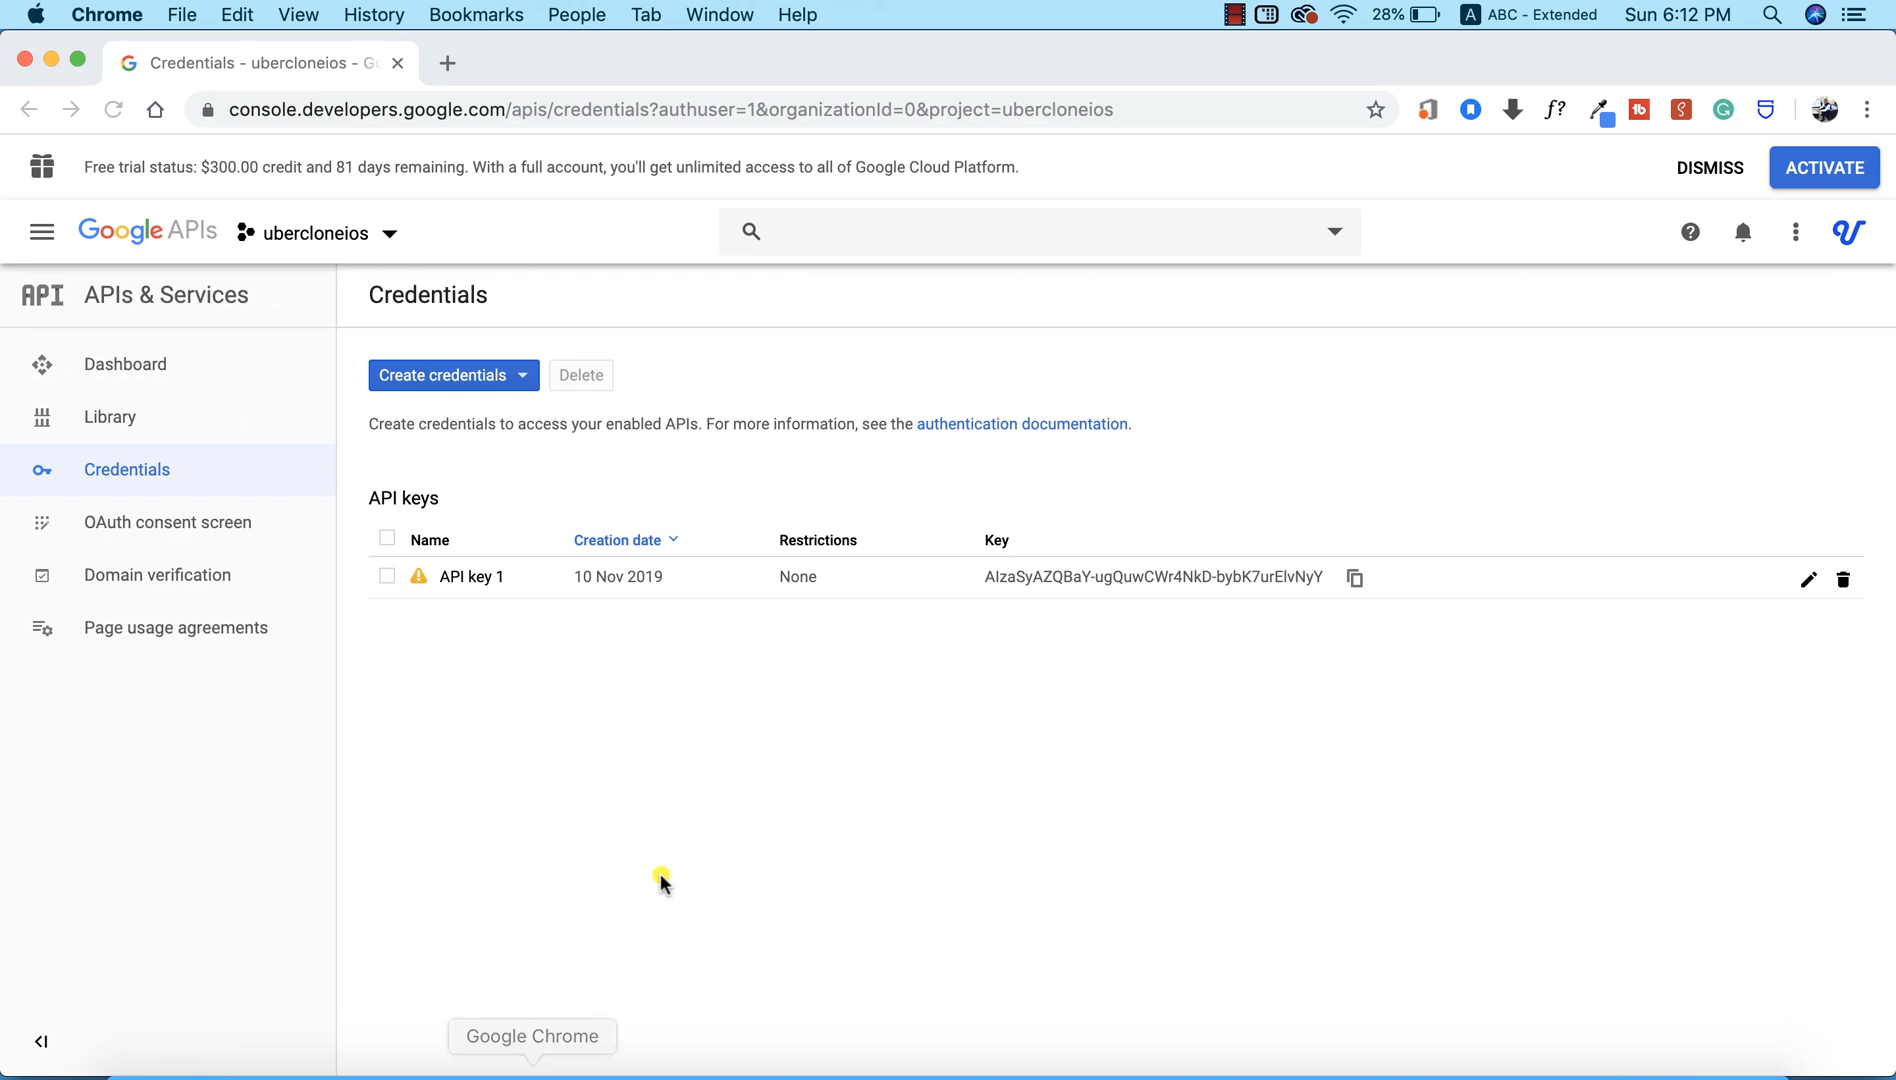 Chrome File Edit View History Bookmarks People Tab Window Help 28% A ABC - Extended Sun 6:12 PM
Credentials - ubercloneios - Go
console.developers.google.com/apis/credentials?authuser=1&organizationId=0&project=ubercloneios f? tb S G
Free trial status: $300.00 credit and 81 days remaining. With a full account, you'll get unlimited access to all of Google Cloud Platform. DISMISS ACTIVATE
Google APIs ubercloneios
API APIs & Services
Credentials
Dashboard
Library
Credentials
OAuth consent screen
Domain verification
Page usage agreements
Create credentials Delete
Create credentials to access your enabled APIs. For more information, see the authentication documentation.
API keys
Name Creation date Restrictions Key
API key 1 10 Nov 2019 None AIzaSyAZQBaY-ugQuwCWr4NkD-bybK7urElvNyY
Google Chrome